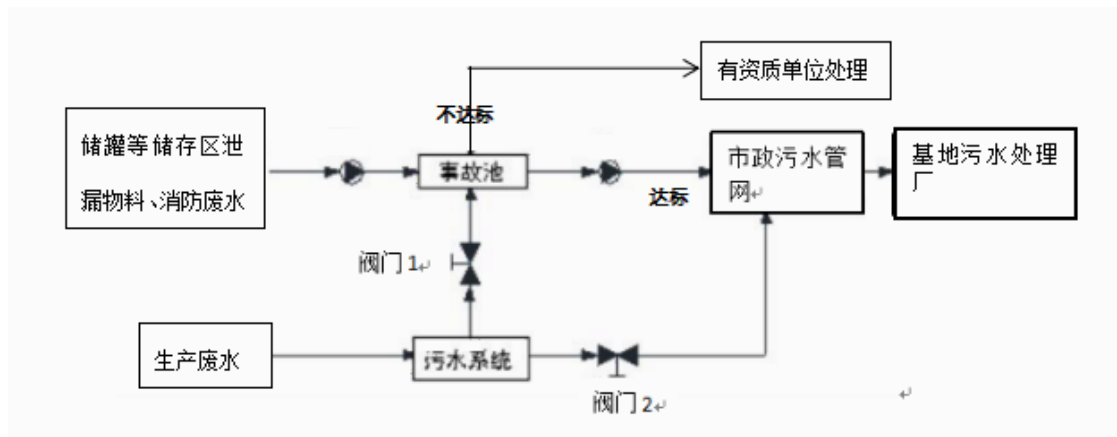 有资质单位处理
不达标
储罐等储存区泄
漏物料、消防废水
事故池
市政污水管
网
基地污水处理
厂
达标
阀门 1
生产废水
污水系统
阀门 2